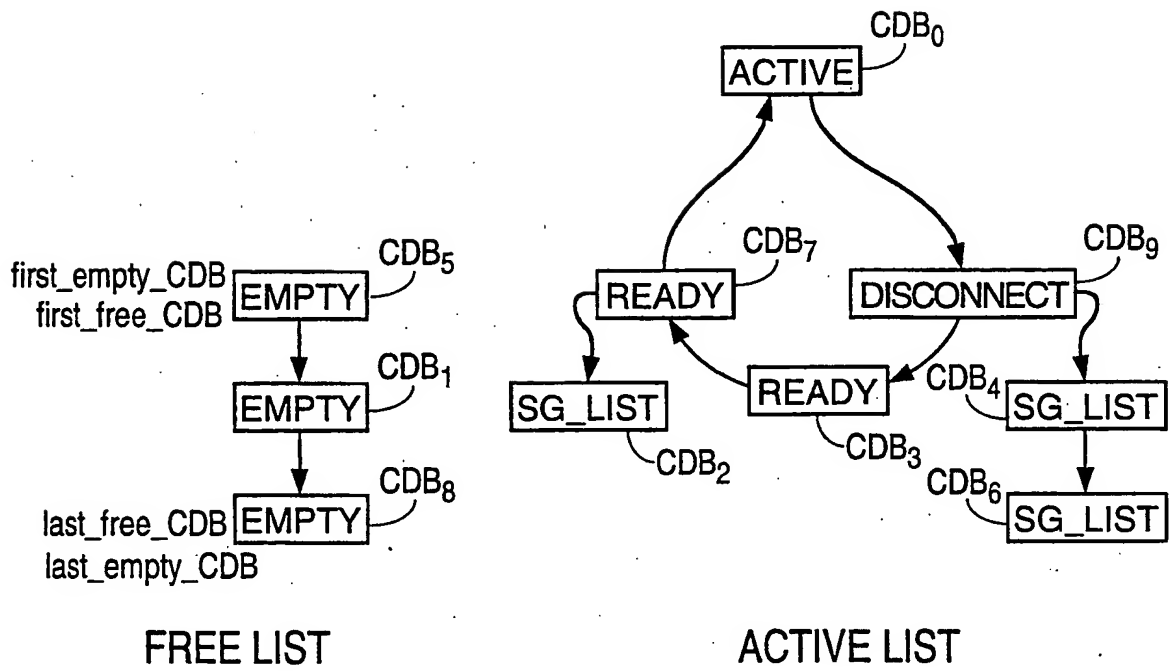 CDB0
ACTIVE
first_empty_CDB
first_free_CDB
EMPTY
CDB5
EMPTY
CDB1
last_free_CDB
last_empty_CDB
EMPTY
CDB8
FREE LIST
READY
CDB7
DISCONNECT
CDB9
SG_LIST
CDB2
READY
CDB3
CDB4
SG_LIST
CDB6
SG_LIST
ACTIVE LIST